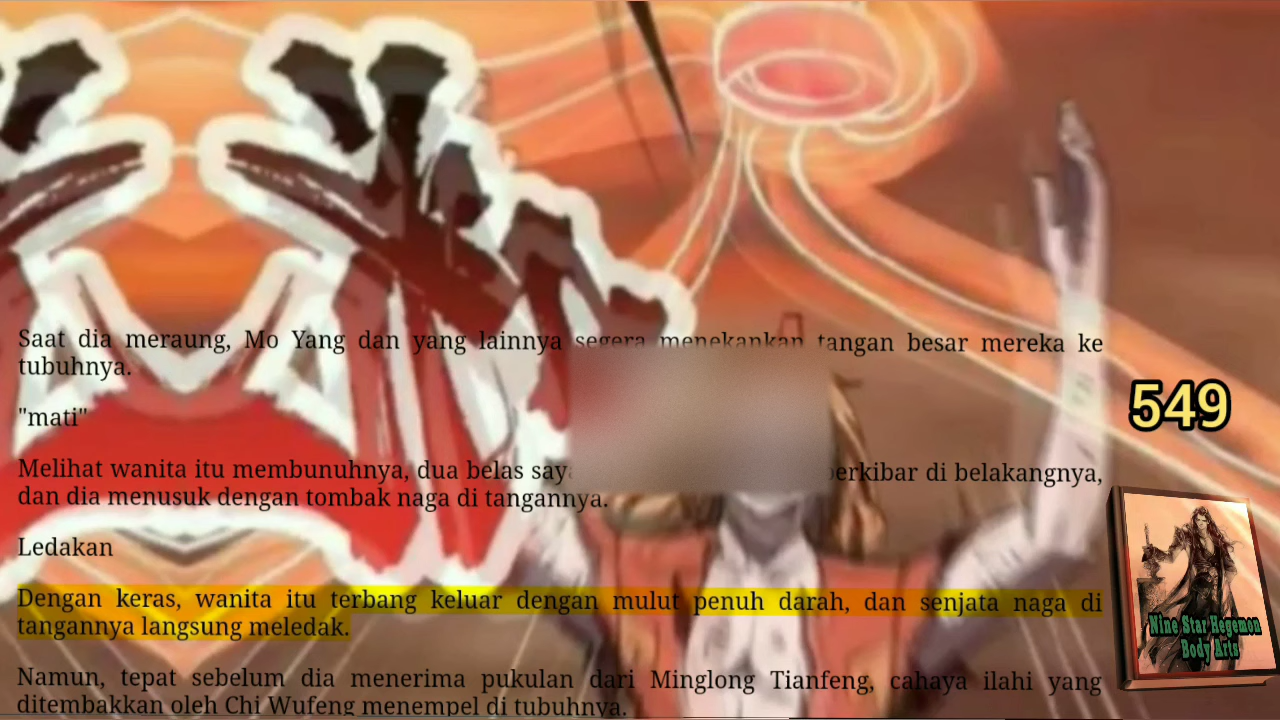 Saat dia meraung, Mo Yang dan yang lainnya segera menekankan tangan besar mereka ke
tubuhnya.
"mati"
Melihat wanita itu membunuhnya, dua belas berkibar di belakangnya,
dan dia menusuk dengan tombak naga di tangannya.
Ledakan
Dengan keras, wanita itu terbang keluar dengan mulut penuh darah, dan senjata naga di
tangannya langsung meledak.
Namun, tepat sebelum dia menerima pukulan dari Minglong Tianfeng, cahaya ilahi yang
ditembakkan oleh Chi Wufeng menempel di tubuhnya.
549
Nine Star Hegemon
Body Arts